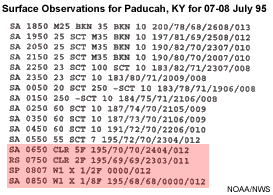 Surface Observations for Paducah, KY for 07-08 July 95
SA 1850 M25 BKN 35 BKN 10 200/78/68/2608/013
SA 1950 25 SCT M35 BKN 10 197/81/69/2508/012
SA 2050 25 SCT M35 BKN 10 190/82/70/2307/010
SA 2150 25 SCT M35 BKN 10 183/82/70/2312/008
SA 2250 23 SCT 100 SCT 10 183/82/71/2307/008
SA 2350 23 SCT 10 183/80/71/2009/008
SA 0050 20 SCT 250 -SCT 10 183/78/71/1906/008
SA 0150 250 -SCT 10 184/75/71/2106/008
SA 0250 60 SCT 10 187/74/70/2105/009
SA 0350 60 SCT 10 187/73/70/2106/009
SA 0450 60 SCT 10 191/72/70/2206/010
SA 0550 55 SCT 7 195/72/70/2304/012
SA 0650 CLR 5F 195/70/70/2404/012
RS 0750 CLR 2F 195/69/69/2303/011
SP 0807 W1 X 1/2F 0000/012
SA 0850 W1 X 1/8F 195/68/68/0000/012
NOAA/NWS